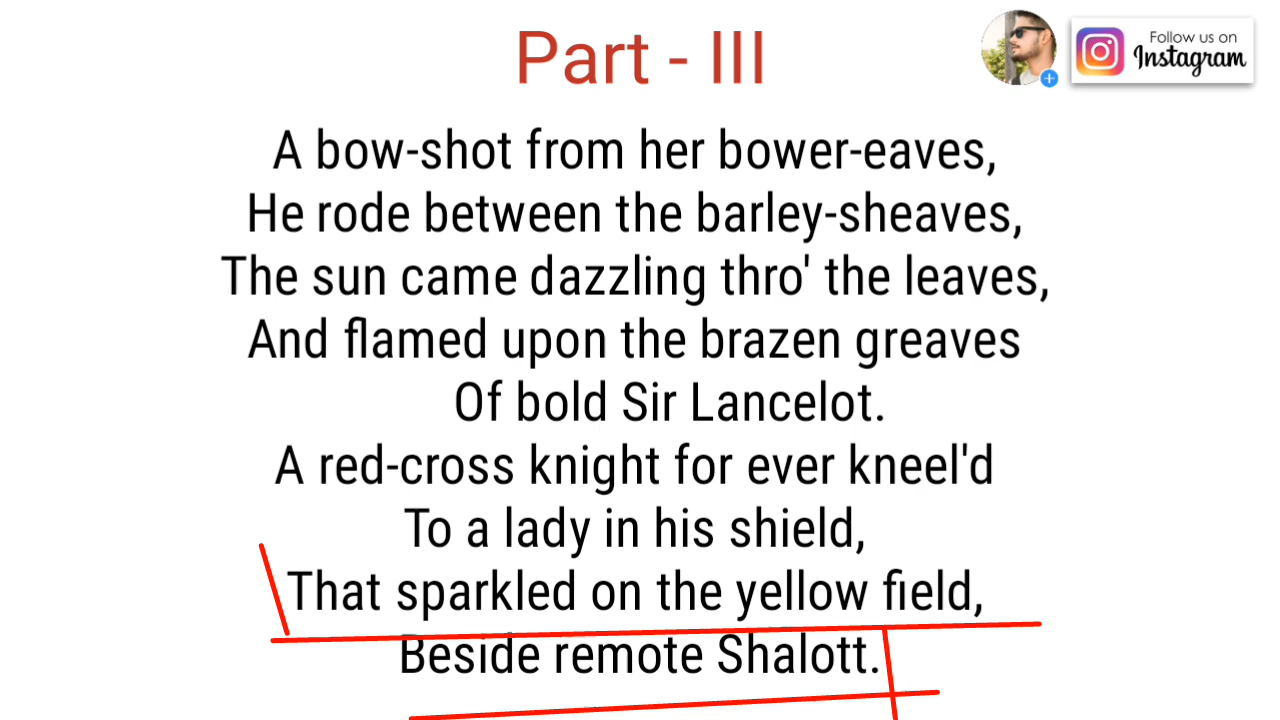 Part - III
Follow us on
Instagram
A bow-shot from her bower-eaves,
He rode between the barley-sheaves,
The sun came dazzling thro' the leaves,
And flamed upon the brazen greaves
Of bold Sir Lancelot.
A red-cross knight for ever kneel'd
To a lady in his shield,
That sparkled on the yellow field,
Beside remote Shalott.